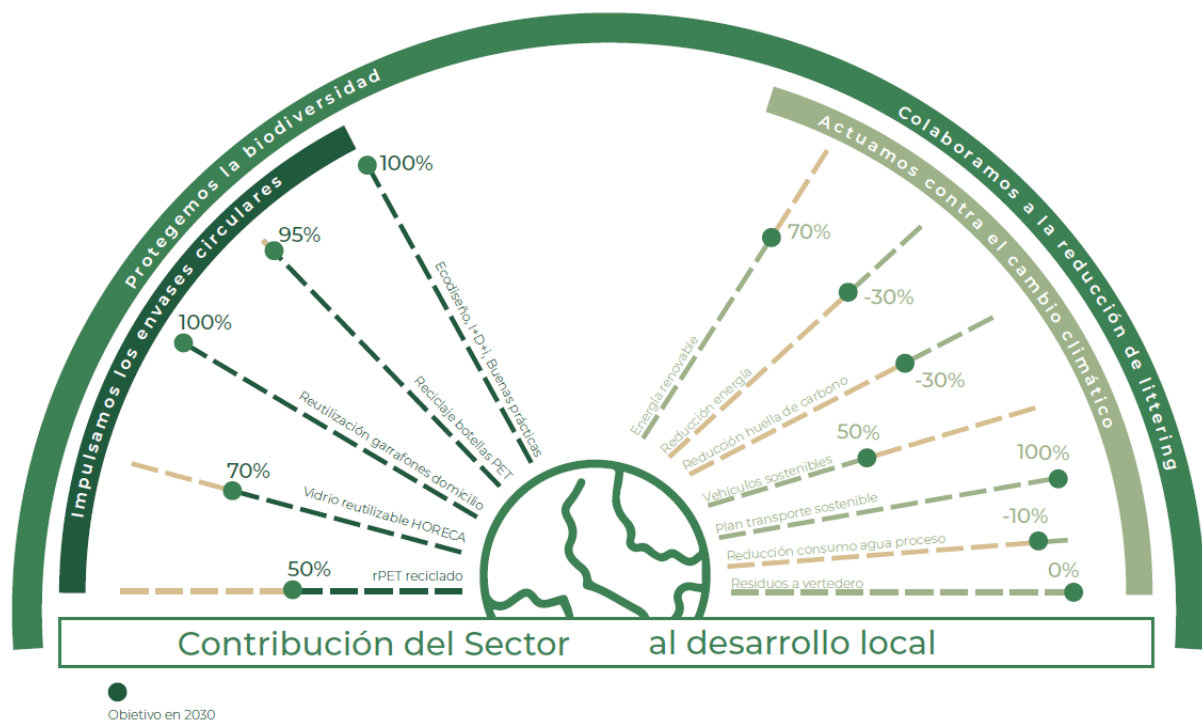 Protegemos la biodiversidad
Colaboramos a la reducción de littering
Impulsamos los envases circulares
Actuamos contra el cambio climático
100%
Ecodiseño, I+D+i, Buenas prácticas
95%
Reciclaje botellas PET
100%
Reutilización garrafones domicilio
70%
Vidrio reutilizable HORECA
50%
rPET reciclado
70%
Energía renovable
-30%
Reducción energía
-30%
Reducción huella de carbono
50%
Vehículos sostenibles
100%
Plan transporte sostenible
-10%
Reducción consumo agua proceso
0%
Residuos a vertedero
Contribución del Sector al desarrollo local
Objetivo en 2030